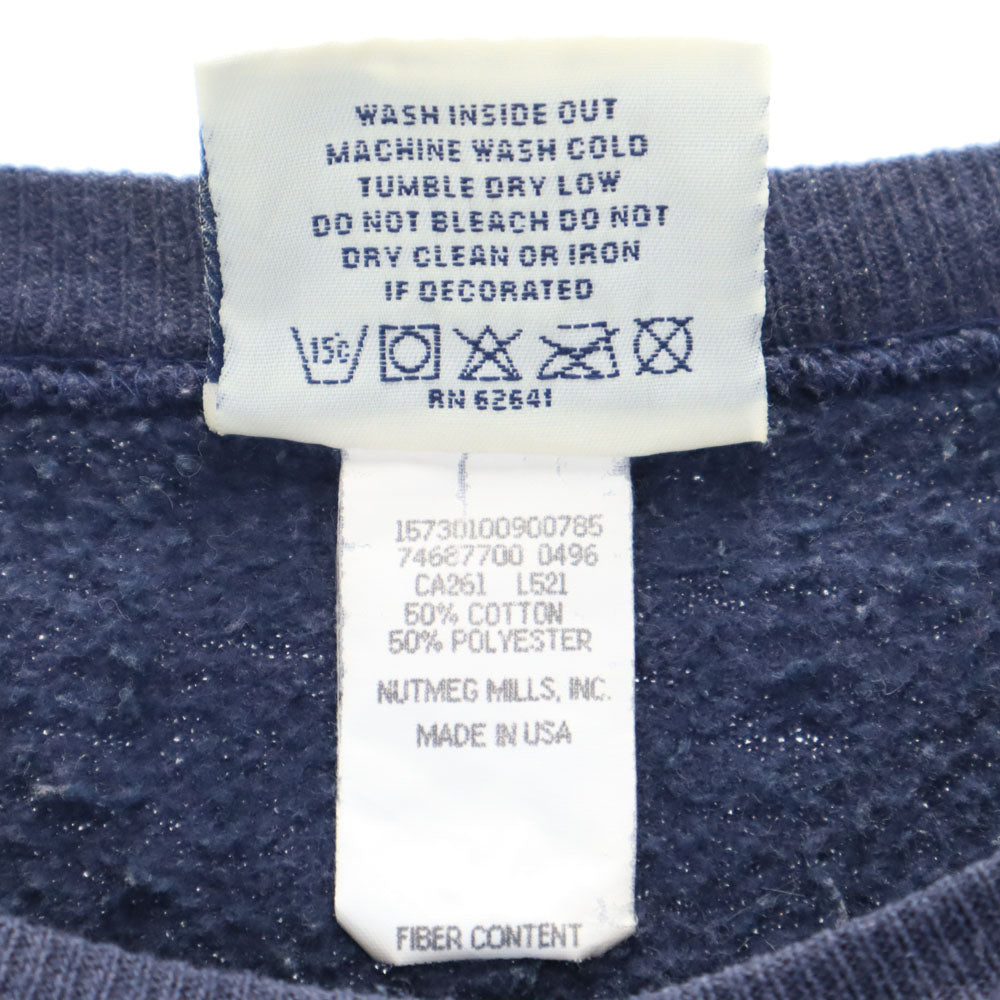 WASH INSIDE OUT
MACHINE WASH COLD
TUMBLE DRY LOW
DO NOT BLEACH DO NOT
DRY CLEAN OR IRON
IF DECORATED
15c
RN 62641
15730100900785
74687700 0496
CA261 L521
50% COTTON
50% POLYESTER
NUTMEG MILLS, INC.
MADE IN USA
FIBER CONTENT